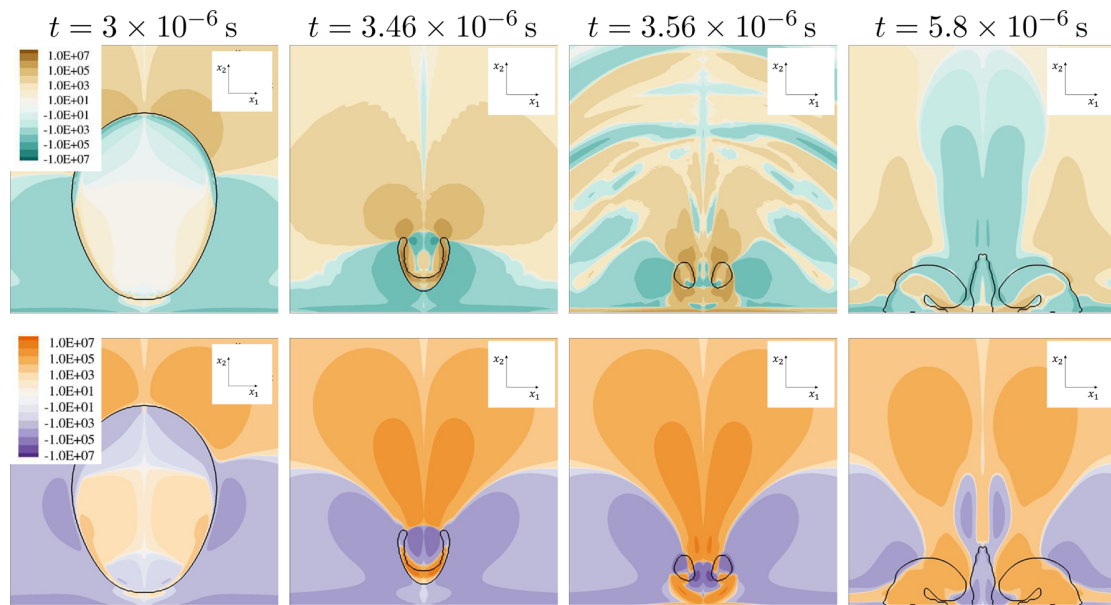 t = 3 × 10⁻⁶ s
t = 3.46 × 10⁻⁶ s
t = 3.56 × 10⁻⁶ s
t = 5.8 × 10⁻⁶ s
1.0E+07
1.0E+05
1.0E+03
1.0E+01
-1.0E+01
-1.0E+03
-1.0E+05
-1.0E+07
x₂
x₁
x₂
x₁
x₂
x₁
x₂
x₁
1.0E+07
1.0E+05
1.0E+03
1.0E+01
-1.0E+01
-1.0E+03
-1.0E+05
-1.0E+07
x₂
x₁
x₂
x₁
x₂
x₁
x₂
x₁